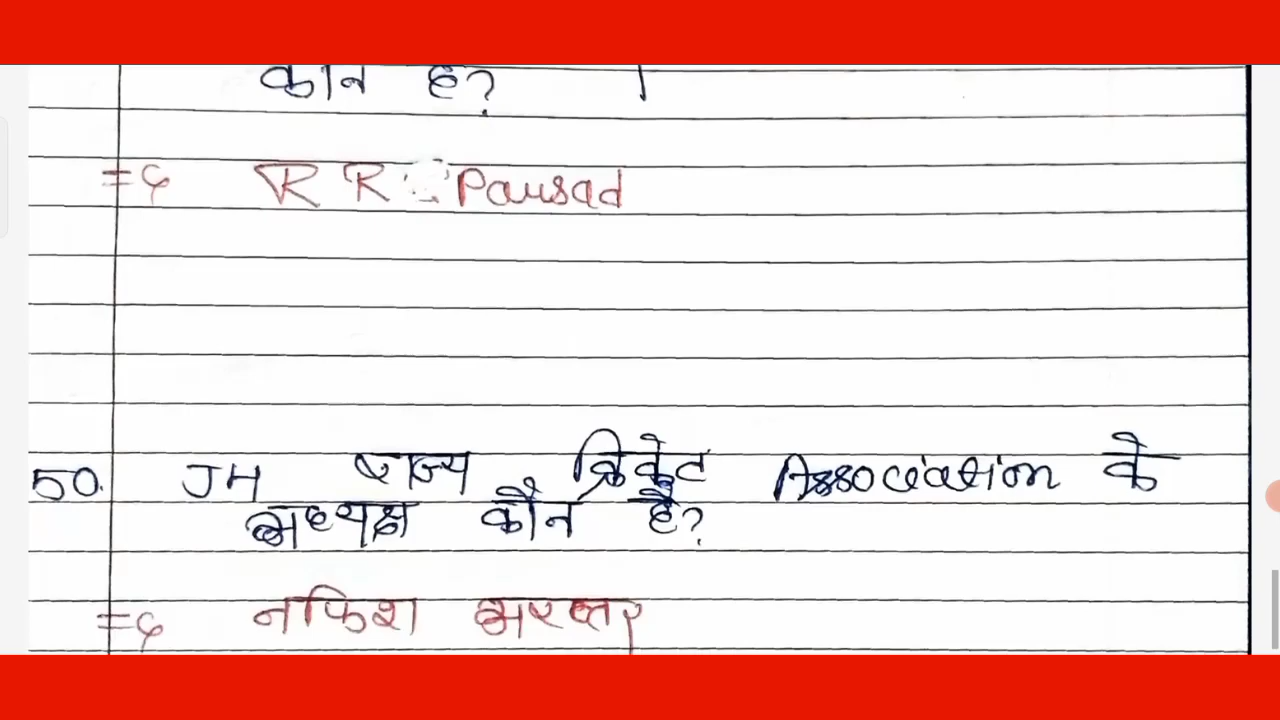 कौन है?
=> R R Parsad
50. JH राज्य क्रिकेट Association के
अध्यक्ष कौन है?
=> नफिश अख्तर